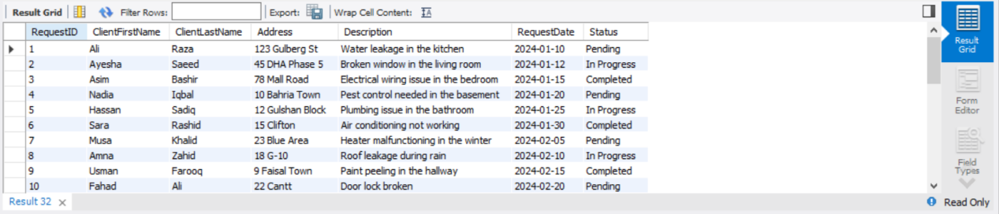 Result Grid Filter Rows: Export: Wrap Cell Content:
RequestID ClientFirstName ClientLastName Address Description RequestDate Status
1 Ali Raza 123 Gulberg St Water leakage in the kitchen 2024-01-10 Pending
2 Ayesha Saeed 45 DHA Phase 5 Broken window in the living room 2024-01-12 In Progress
3 Asim Bashir 78 Mall Road Electrical wiring issue in the bedroom 2024-01-15 Completed
4 Nadia Iqbal 10 Bahria Town Pest control needed in the basement 2024-01-20 Pending
5 Hassan Sadiq 12 Gulshan Block Plumbing issue in the bathroom 2024-01-25 In Progress
6 Sara Rashid 15 Clifton Air conditioning not working 2024-01-30 Completed
7 Musa Khalid 23 Blue Area Heater malfunctioning in the winter 2024-02-05 Pending
8 Amna Zahid 18 G-10 Roof leakage during rain 2024-02-10 In Progress
9 Usman Farooq 9 Faisal Town Paint peeling in the hallway 2024-02-15 Completed
10 Fahad Ali 22 Cantt Door lock broken 2024-02-20 Pending
Result
Grid
Form
Editor
Field
Types
Result 32
Read Only